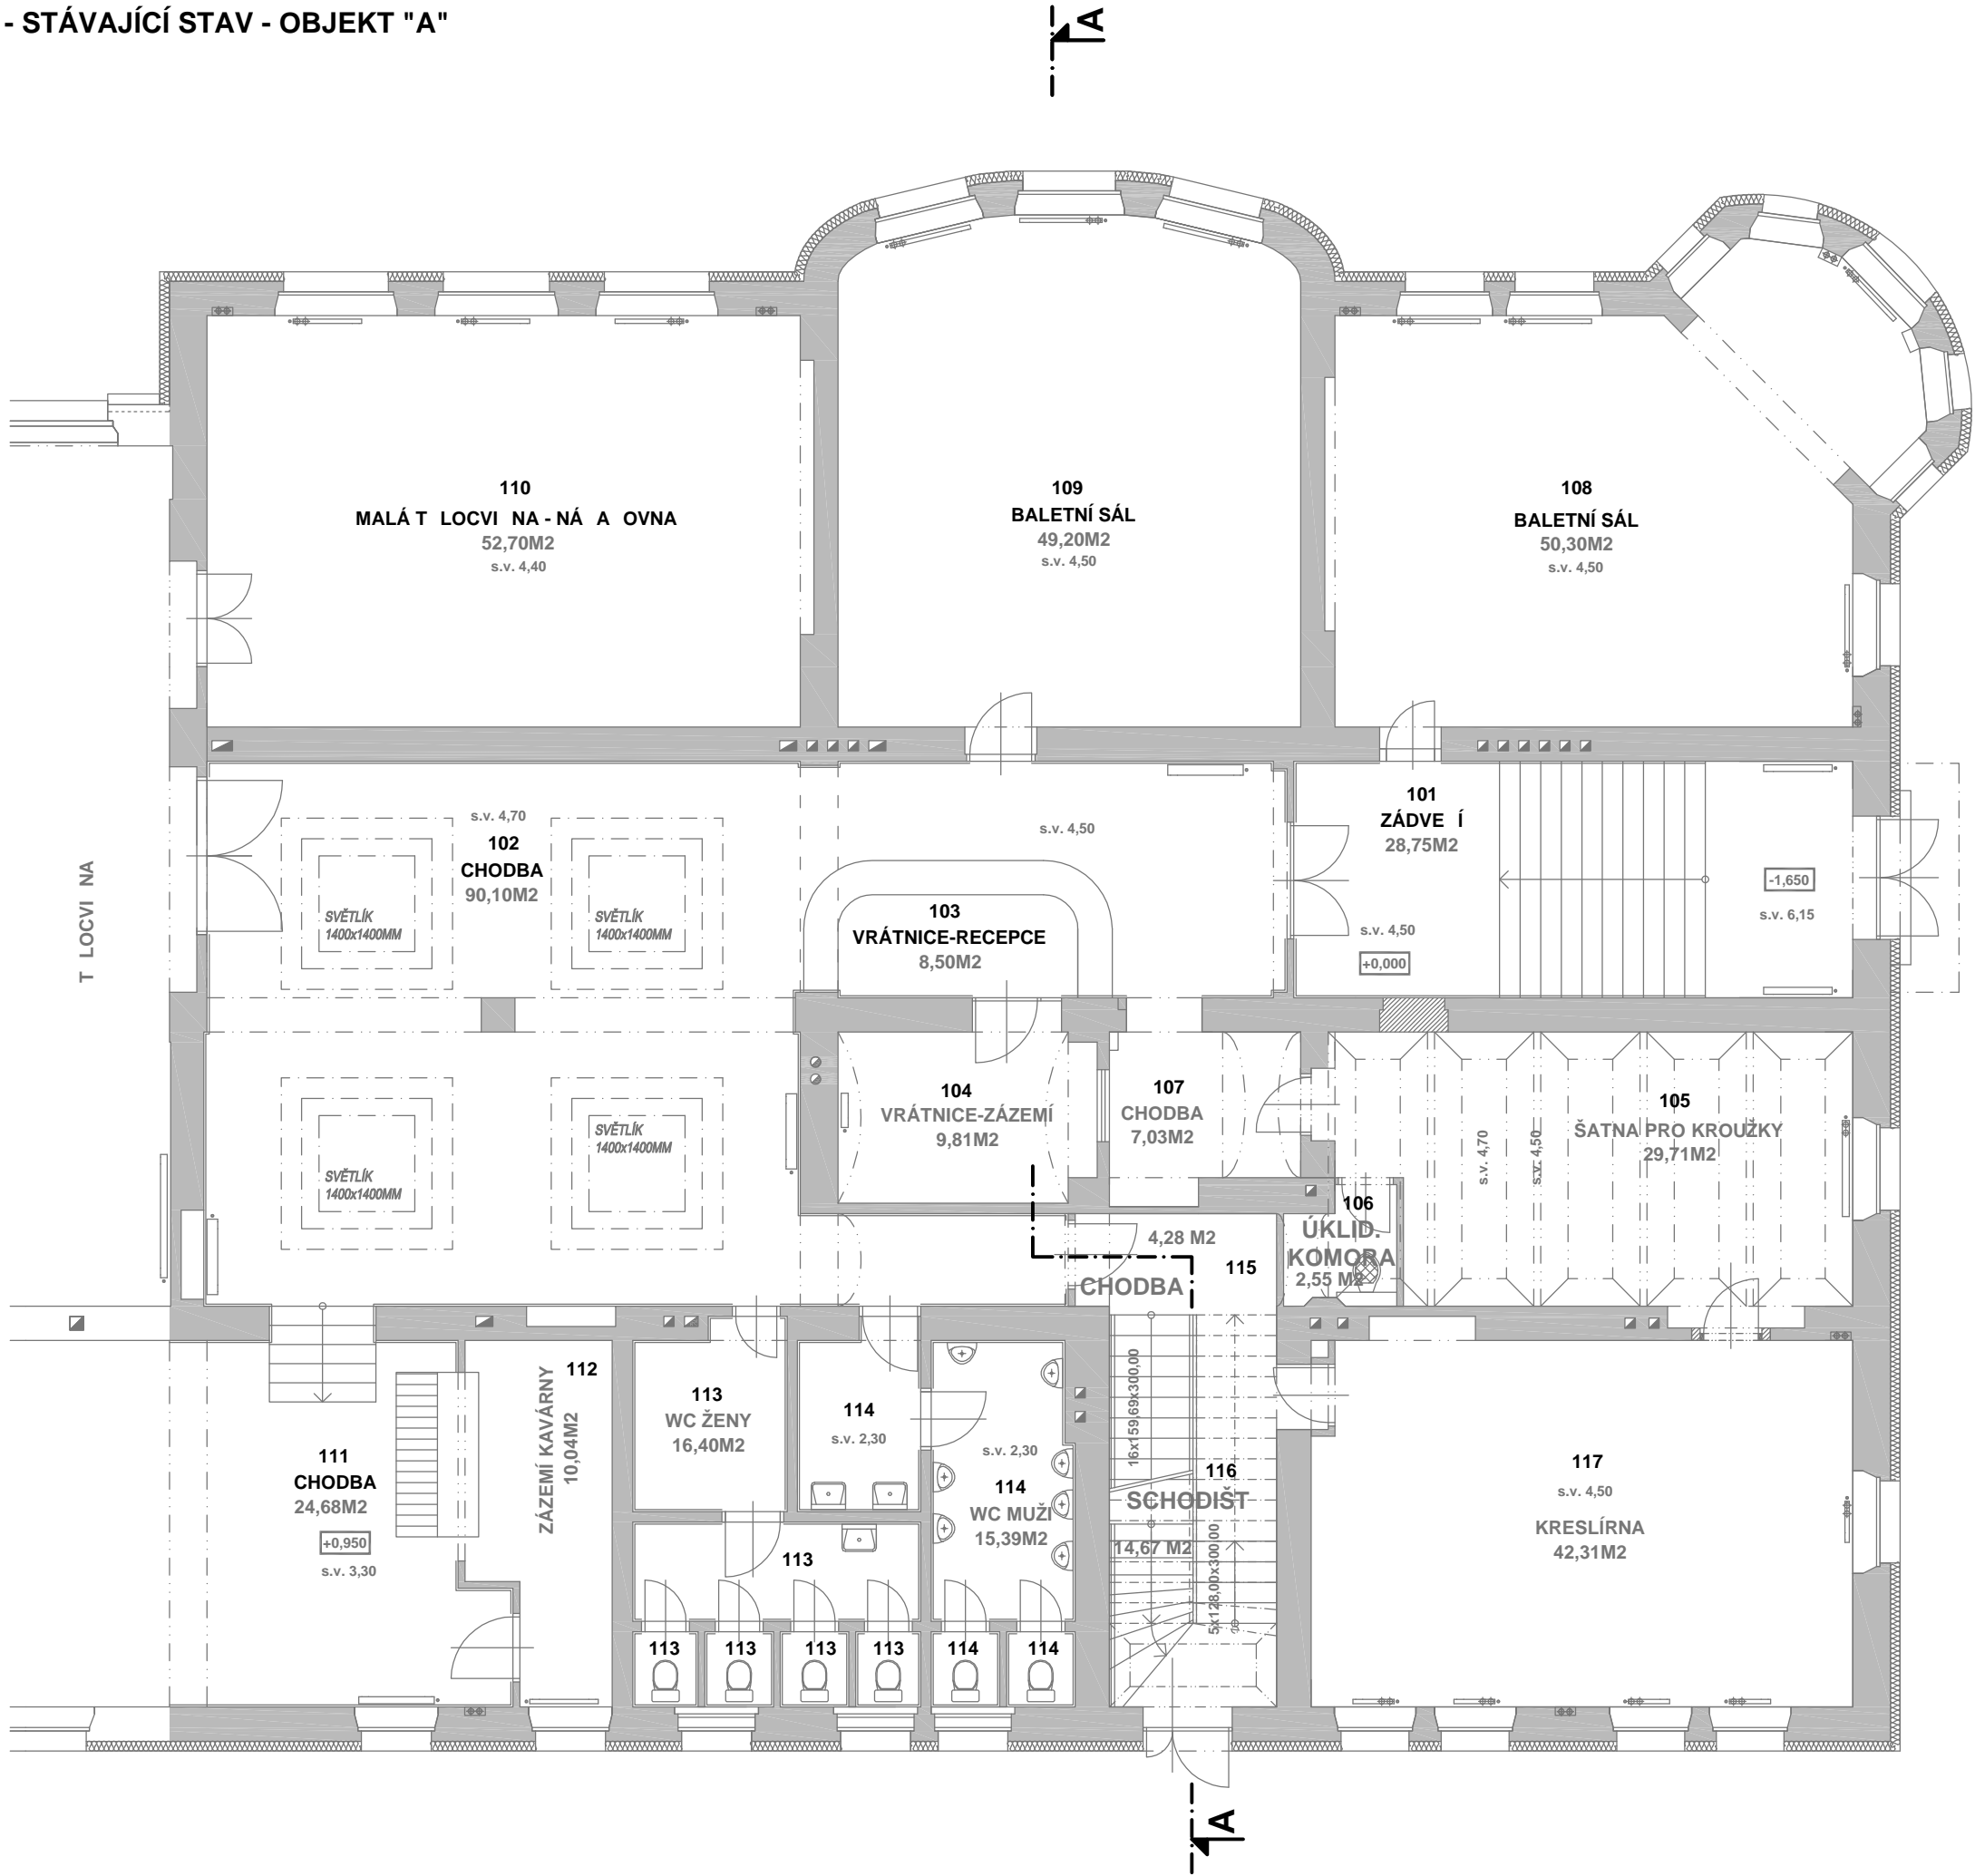 - STÁVAJÍCÍ STAV - OBJEKT "A"
A
110
MALÁ T LOCVI NA - NÁ A OVNA
52,70M2
s.v. 4,40
109
BALETNÍ SÁL
49,20M2
s.v. 4,50
108
BALETNÍ SÁL
50,30M2
s.v. 4,50
T LOCVI NA
s.v. 4,70
102
CHODBA
90,10M2
SVĚTLÍK
1400x1400MM
SVĚTLÍK
1400x1400MM
s.v. 4,50
103
VRÁTNICE-RECEPCE
8,50M2
101
ZÁDVE Í
28,75M2
s.v. 4,50
+0,000
-1,650
s.v. 6,15
SVĚTLÍK
1400x1400MM
SVĚTLÍK
1400x1400MM
104
VRÁTNICE-ZÁZEMÍ
9,81M2
107
CHODBA
7,03M2
105
ŠATNA PRO KROUŽKY
29,71M2
s.v. 4,70
s.v. 4,50
106
ÚKLID.
KOMORA
2,55 M2
4,28 M2
115
CHODBA
111
CHODBA
24,68M2
+0,950
s.v. 3,30
112
ZÁZEMÍ KAVÁRNY
10,04M2
113
WC ŽENY
16,40M2
114
s.v. 2,30
s.v. 2,30
114
WC MUŽI
15,39M2
113
113
113
113
113
114
114
16x159,69x300,00
116
SCHODIŠT
14,67 M2
5x128,00x300,00
117
s.v. 4,50
KRESLÍRNA
42,31M2
A